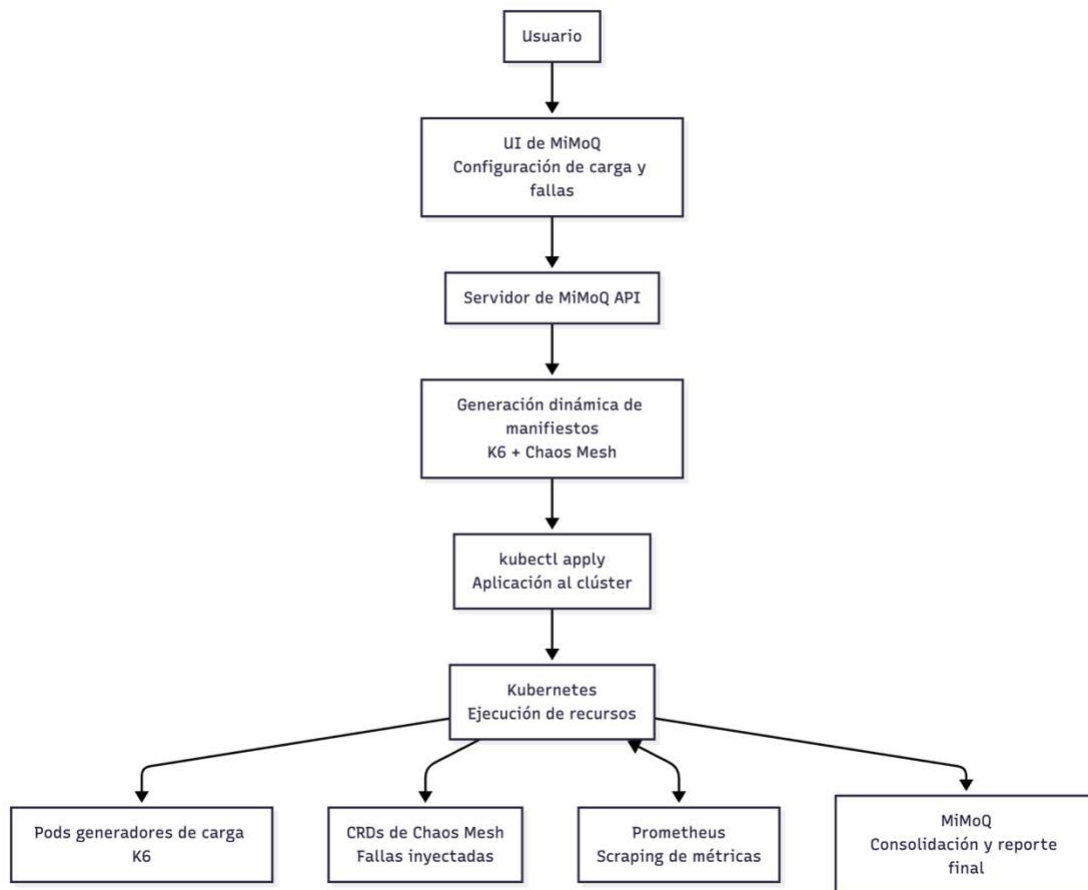 Usuario
UI de MiMoQ
Configuración de carga y
fallas
Servidor de MiMoQ API
Generación dinámica de
manifiestos
K6 + Chaos Mesh
kubectl apply
Aplicación al clúster
Kubernetes
Ejecución de recursos
Pods generadores de carga
K6
CRDs de Chaos Mesh
Fallas inyectadas
Prometheus
Scraping de métricas
MiMoQ
Consolidación y reporte
final